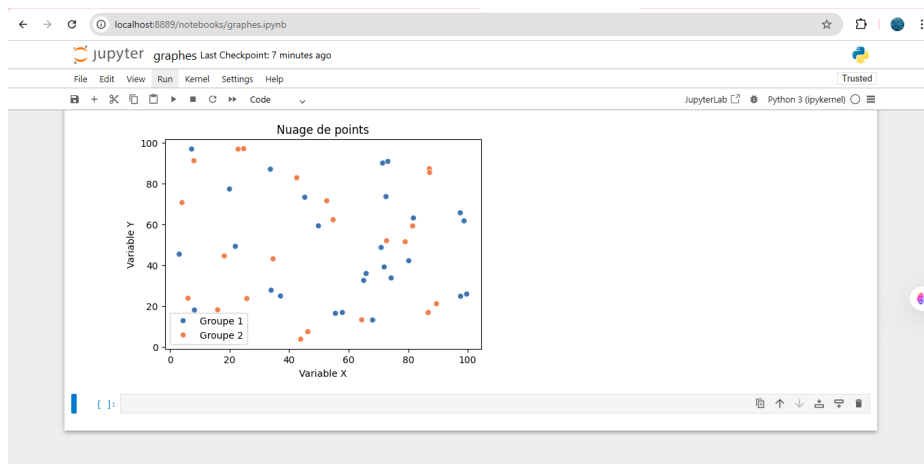 localhost:8889/notebooks/graphes.ipynb
jupyter graphes Last Checkpoint: 7 minutes ago
File Edit View Run Kernel Settings Help Trusted
Code JupyterLab Python 3 (ipykernel)
Nuage de points
100
80
60
40
20
0
Variable Y
Groupe 1
Groupe 2
0 20 40 60 80 100
Variable X
[ ]: